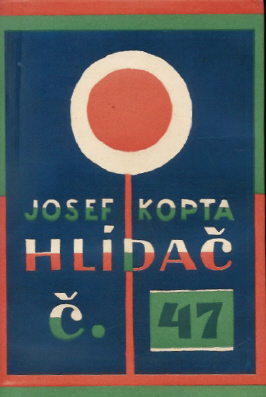 JOSEF KOPTA
HLÍDAČ
č. 47